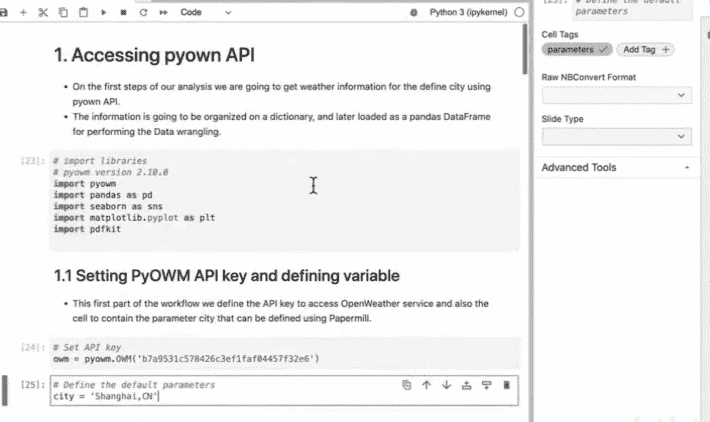 Code
Python 3 (ipykernel)
1. Accessing pyown API
On the first steps of our analysis we are going to get weather information for the define city using
pyown API.
The information is going to be organized on a dictionary, and later loaded as a pandas DataFrame
for performing the Data wrangling.
[23]:
# import libraries
# pyowm version 2.10.0
import pyowm
import pandas as pd
import seaborn as sns
import matplotlib.pyplot as plt
import pdfkit
1.1 Setting PyOWM API key and defining variable
This first part of the workflow we define the API key to access OpenWeather service and also the
cell to contain the parameter city that can be defined using Papermill.
[24]:
# Set API key
owm = pyowm.OWM('b7a9531c578426c3ef1faf04457f32e6')
[25]:
# Define the default parameters
city = 'Shanghai,CN'
# Define the default
parameters
Cell Tags
parameters
Add Tag +
Raw NBConvert Format
Slide Type
Advanced Tools